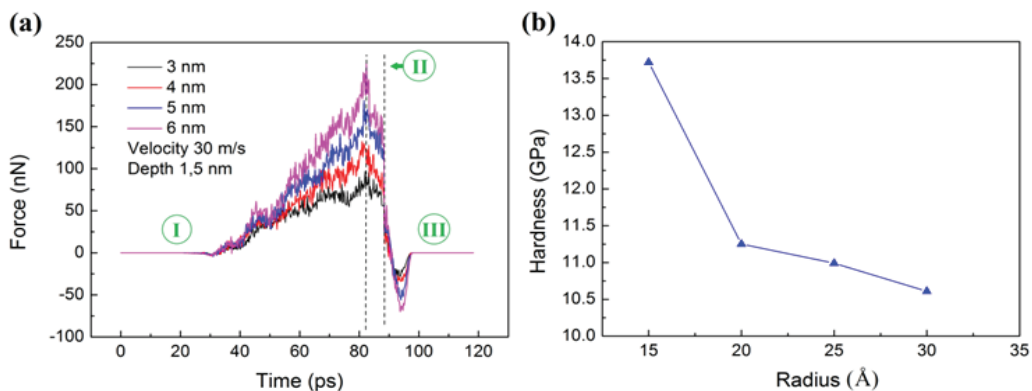 (a)
250
200
150
100
50
0
-50
-100
Force (nN)
3 nm
4 nm
5 nm
6 nm
Velocity 30 m/s
Depth 1,5 nm
I
II
III
0
20
40
60
80
100
120
Time (ps)
(b)
14.0
13.5
13.0
12.5
12.0
11.5
11.0
10.5
10.0
Hardness (GPa)
15
20
25
30
35
Radius (Å)